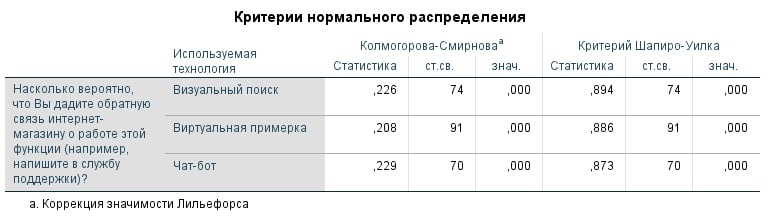 Критерии нормального распределения
Используемая технология Колмогорова-Смирноваa Критерий Шапиро-Уилка
Статистика ст.св. знач. Статистика ст.св. знач.
Насколько вероятно, что Вы дадите обратную связь интернет-магазину о работе этой функции (например, напишите в службу поддержки)?
Визуальный поиск ,226 74 ,000 ,894 74 ,000
Виртуальная примерка ,208 91 ,000 ,886 91 ,000
Чат-бот ,229 70 ,000 ,873 70 ,000
a. Коррекция значимости Лильефорса